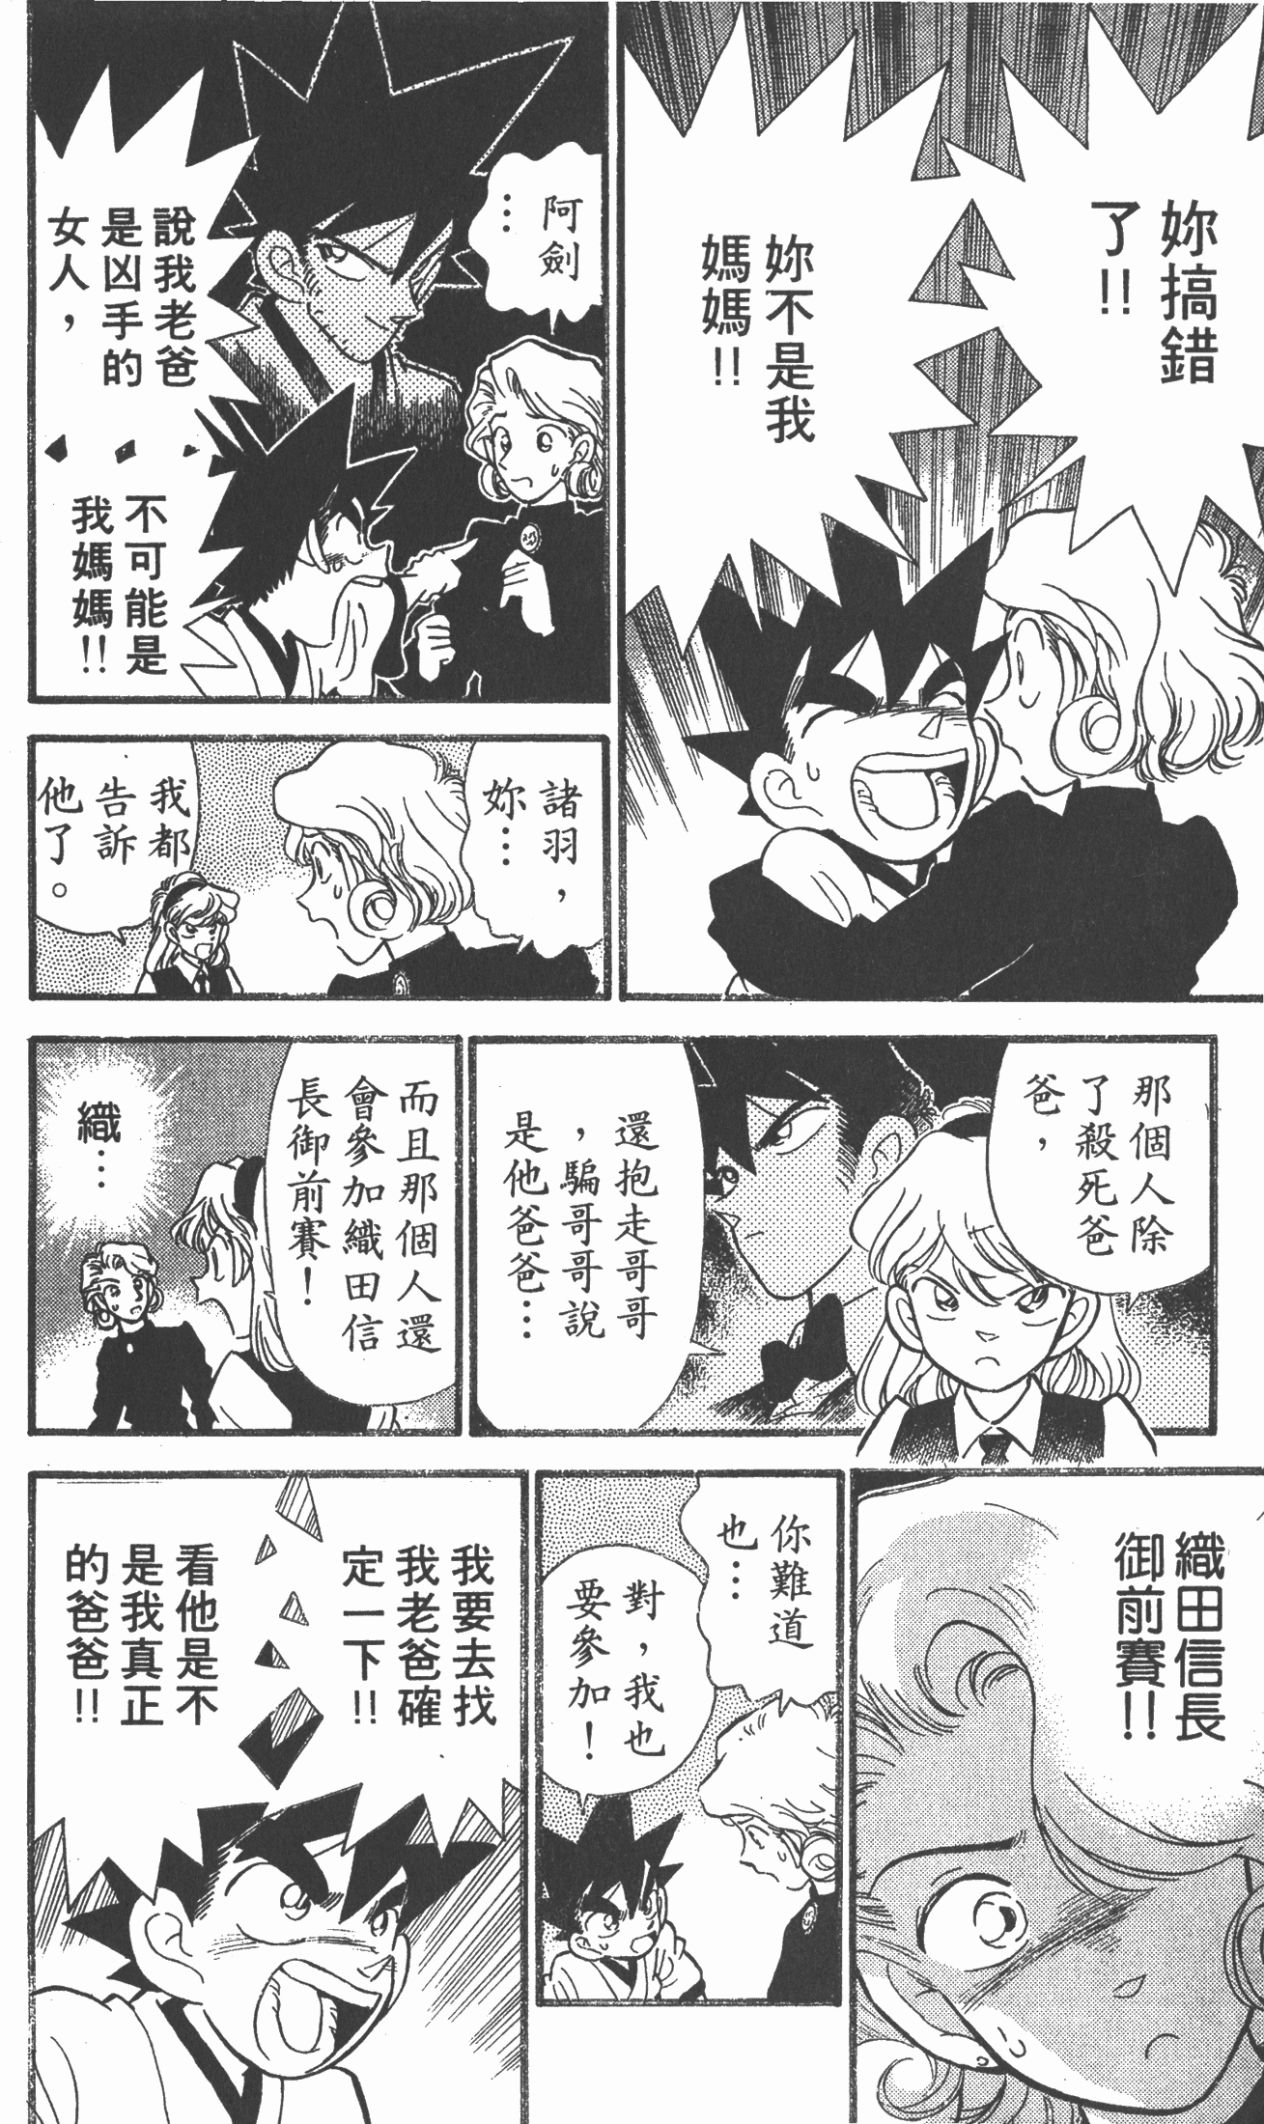 妳搞錯
了!!
妳不是我
媽媽!!
阿劍
⋯
說我老爸
是凶手的
女人，
不可能是
我媽媽!!
諸羽，
妳⋯
我都
告訴
他了。
那個人除
了殺死爸
爸，
還抱走哥哥
，騙哥哥說
是他爸爸⋯
而且那個人還
會參加織田信
長御前賽！
織⋯
織田信長
御前賽!!
你難道
也⋯
對，我也
要參加！
我要去找
我老爸確
定一下!!
看他是不
是我真正
的爸爸!!